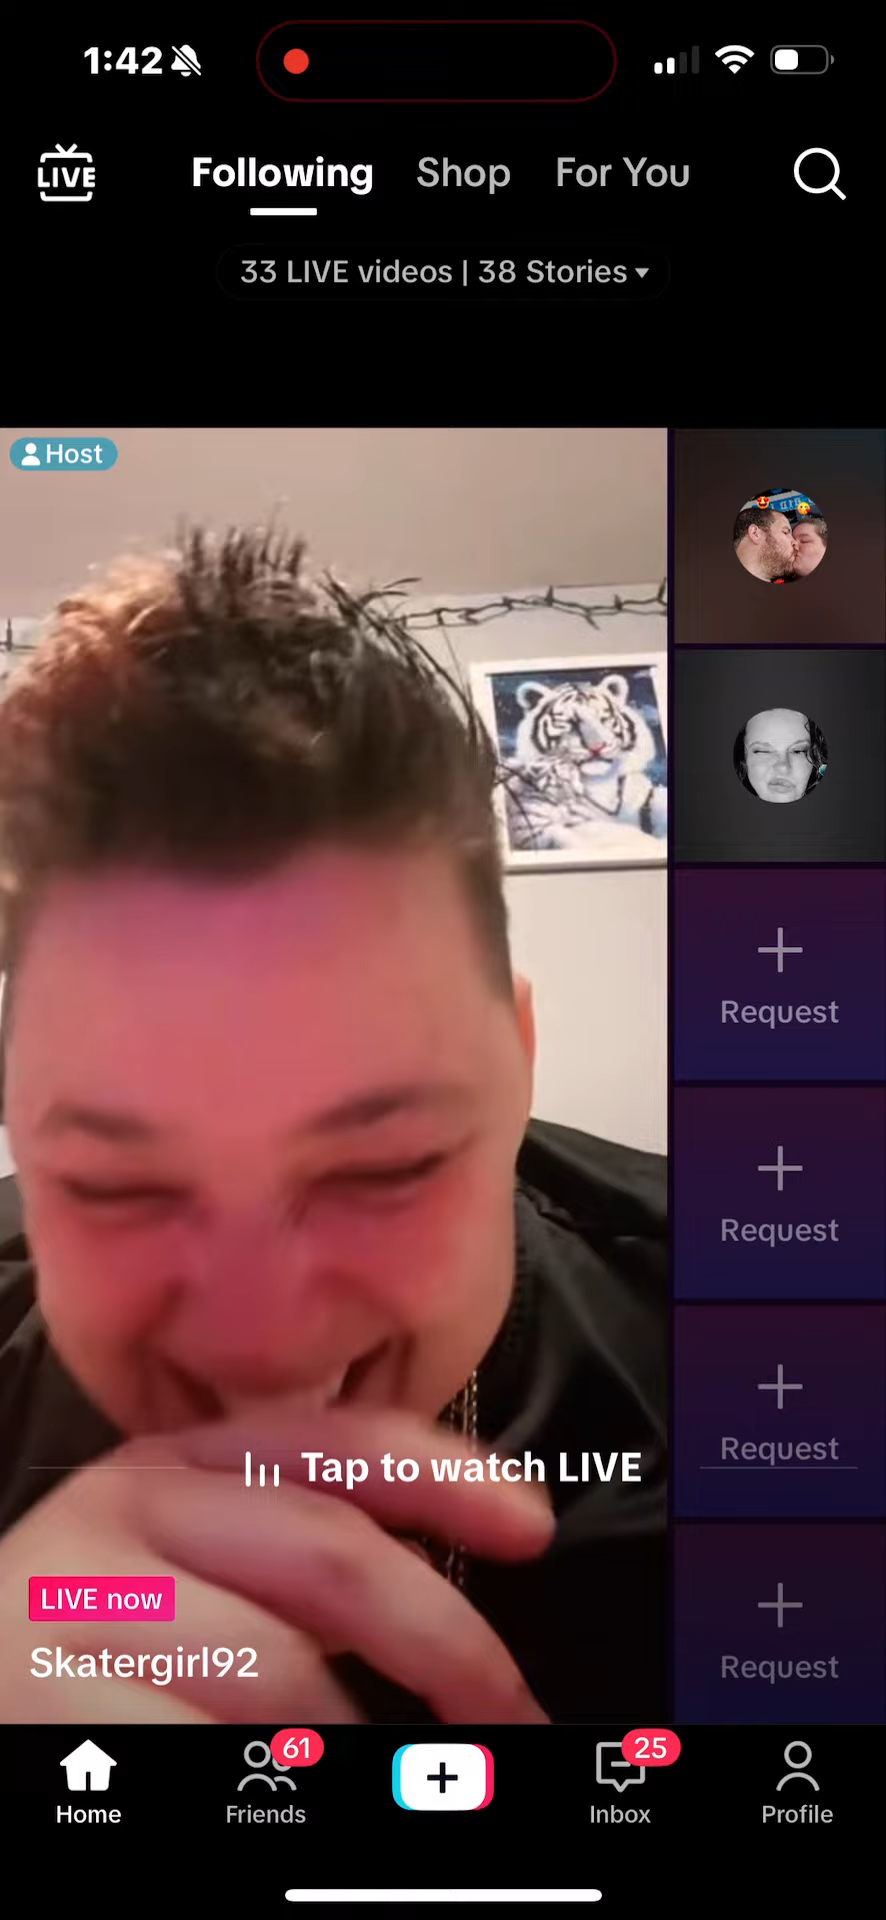 1:42
LIVE
Following Shop For You
33 LIVE videos | 38 Stories
Host
Request
Request
Request
Tap to watch LIVE
LIVE now
Skatergirl92
Request
61
25
Home
Friends
Inbox
Profile